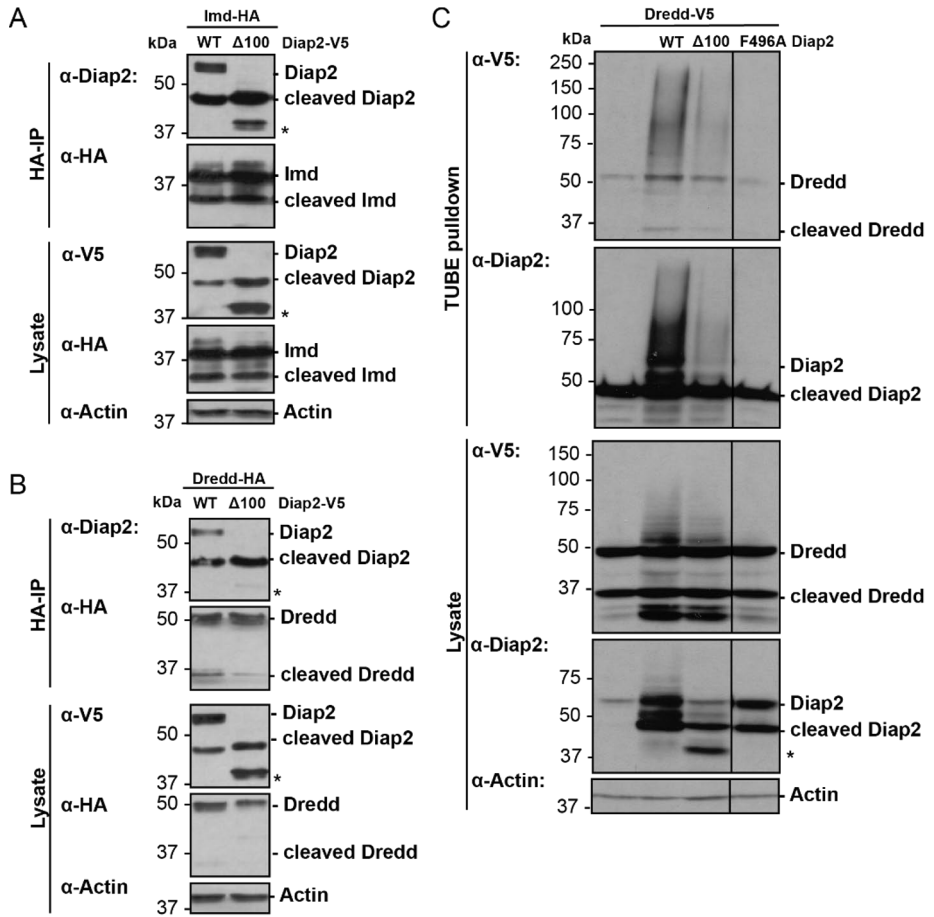 A
Imd-HA
kDa WT Δ100 Diap2-V5
HA-IP
α-Diap2:
50
37
Diap2
cleaved Diap2
*
α-HA
37
Imd
cleaved Imd
Lysate
α-V5
50
37
Diap2
cleaved Diap2
*
α-HA
37
Imd
cleaved Imd
α-Actin
37
Actin
B
Dredd-HA
kDa WT Δ100 Diap2-V5
HA-IP
α-Diap2:
50
37
Diap2
cleaved Diap2
*
α-HA
50
37
Dredd
cleaved Dredd
Lysate
α-V5
50
37
Diap2
cleaved Diap2
*
α-HA
50
37
Dredd
cleaved Dredd
α-Actin
37
Actin
C
Dredd-V5
kDa WT Δ100 F496A Diap2
TUBE pulldown
α-V5:
250
150
100
75
50
37
Dredd
cleaved Dredd
α-Diap2:
100
75
50
Diap2
cleaved Diap2
Lysate
α-V5:
150
100
75
50
37
Dredd
cleaved Dredd
α-Diap2:
75
50
37
Diap2
cleaved Diap2
*
α-Actin:
37
Actin